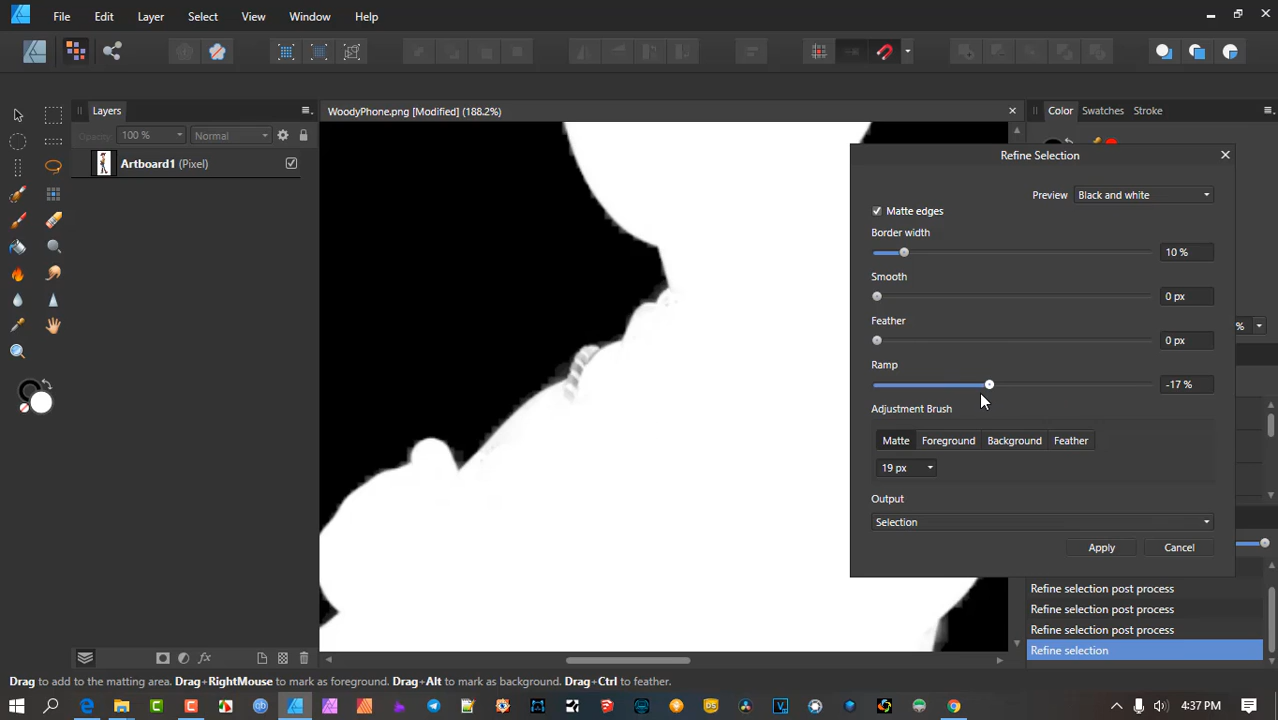 File Edit Layer Select View Window Help
Layers
WoodyPhone.png [Modified] (188.2%)
Color Swatches Stroke
Opacity: 100 % Normal
Artboard1 (Pixel)
Refine Selection
Preview Black and white
Matte edges
Border width
10 %
Smooth
0 px
Feather
0 px
%
Ramp
-17 %
Adjustment Brush
Matte Foreground Background Feather
19 px
Output
Selection
Apply Cancel
Refine selection post process
Refine selection post process
Refine selection post process
Refine selection
fx
Drag to add to the matting area. Drag+RightMouse to mark as foreground. Drag+Alt to mark as background. Drag+Ctrl to feather.
4:37 PM